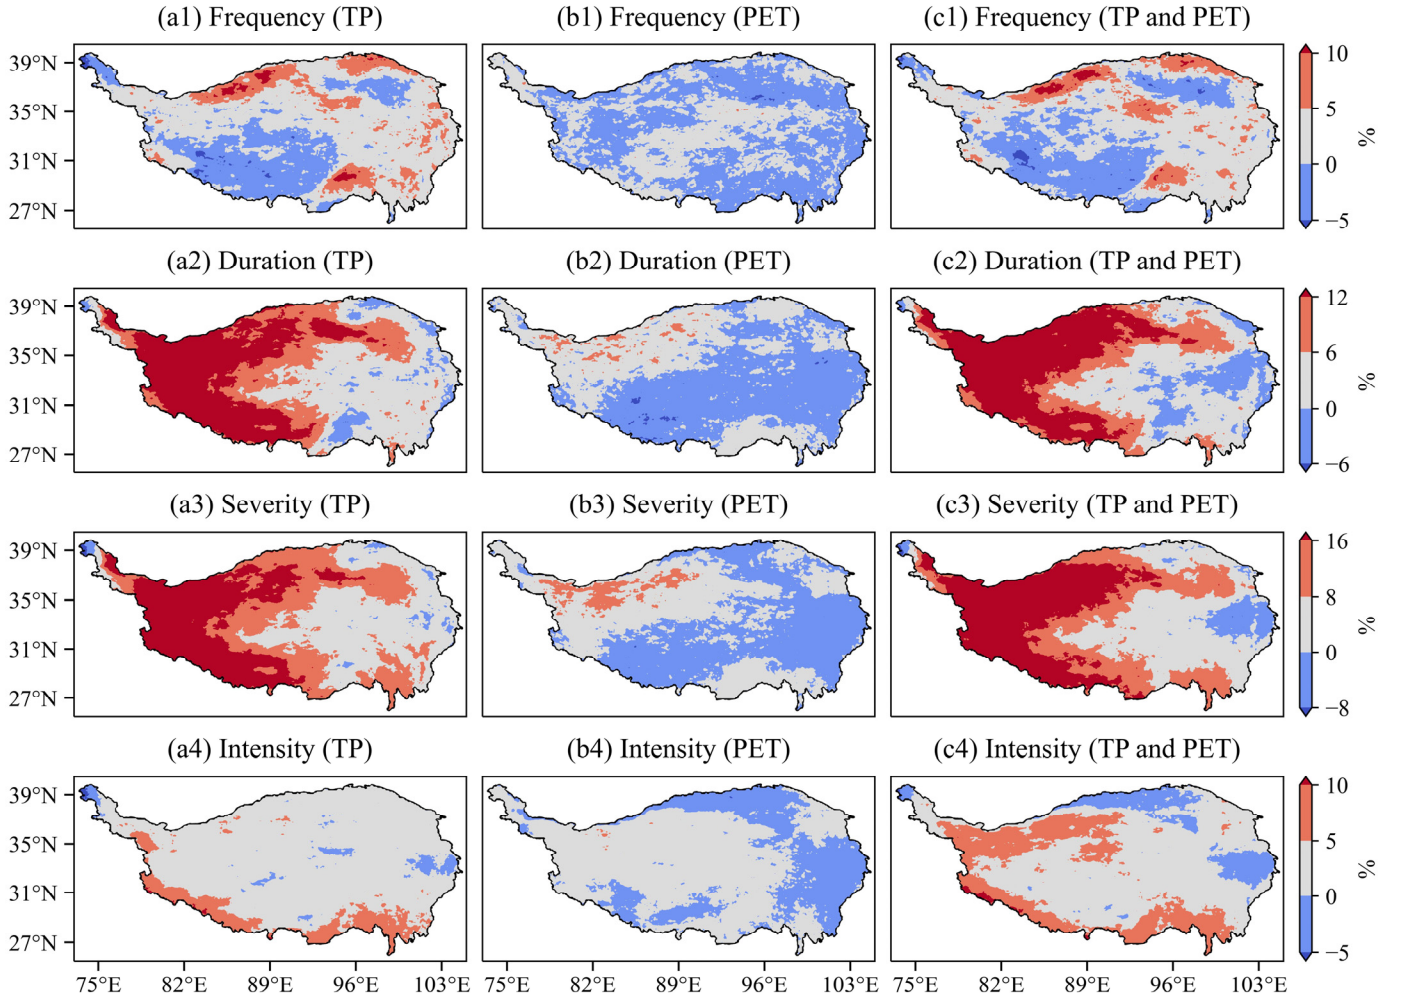 (a1) Frequency (TP)
(b1) Frequency (PET)
(c1) Frequency (TP and PET)
39°N
35°N
31°N
27°N
10
5
0
−5
%
(a2) Duration (TP)
(b2) Duration (PET)
(c2) Duration (TP and PET)
39°N
35°N
31°N
27°N
12
6
0
−6
%
(a3) Severity (TP)
(b3) Severity (PET)
(c3) Severity (TP and PET)
39°N
35°N
31°N
27°N
16
8
0
−8
%
(a4) Intensity (TP)
(b4) Intensity (PET)
(c4) Intensity (TP and PET)
39°N
35°N
31°N
27°N
10
5
0
−5
%
75°E 82°E 89°E 96°E 103°E
75°E 82°E 89°E 96°E 103°E
75°E 82°E 89°E 96°E 103°E